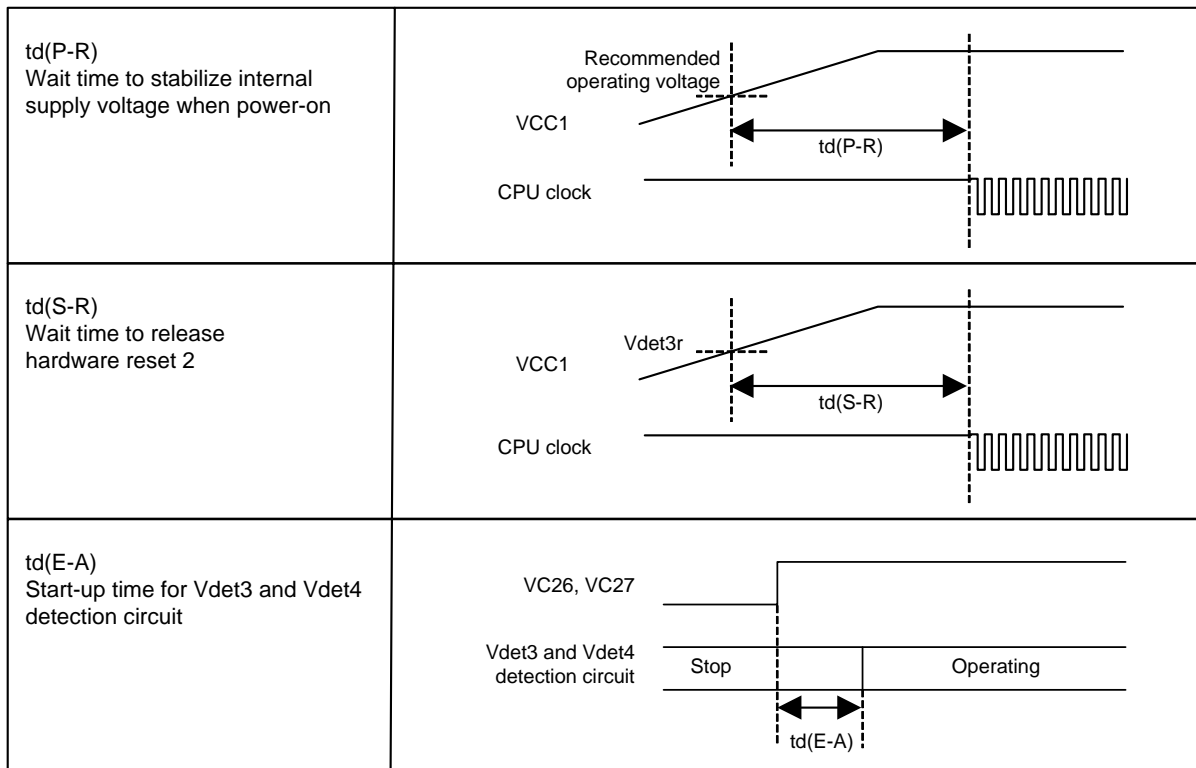 td(P-R)
Wait time to stabilize internal
supply voltage when power-on
Recommended
operating voltage
VCC1
td(P-R)
CPU clock
td(S-R)
Wait time to release
hardware reset 2
Vdet3r
VCC1
td(S-R)
CPU clock
td(E-A)
Start-up time for Vdet3 and Vdet4
detection circuit
VC26, VC27
Vdet3 and Vdet4
detection circuit
Stop
Operating
td(E-A)